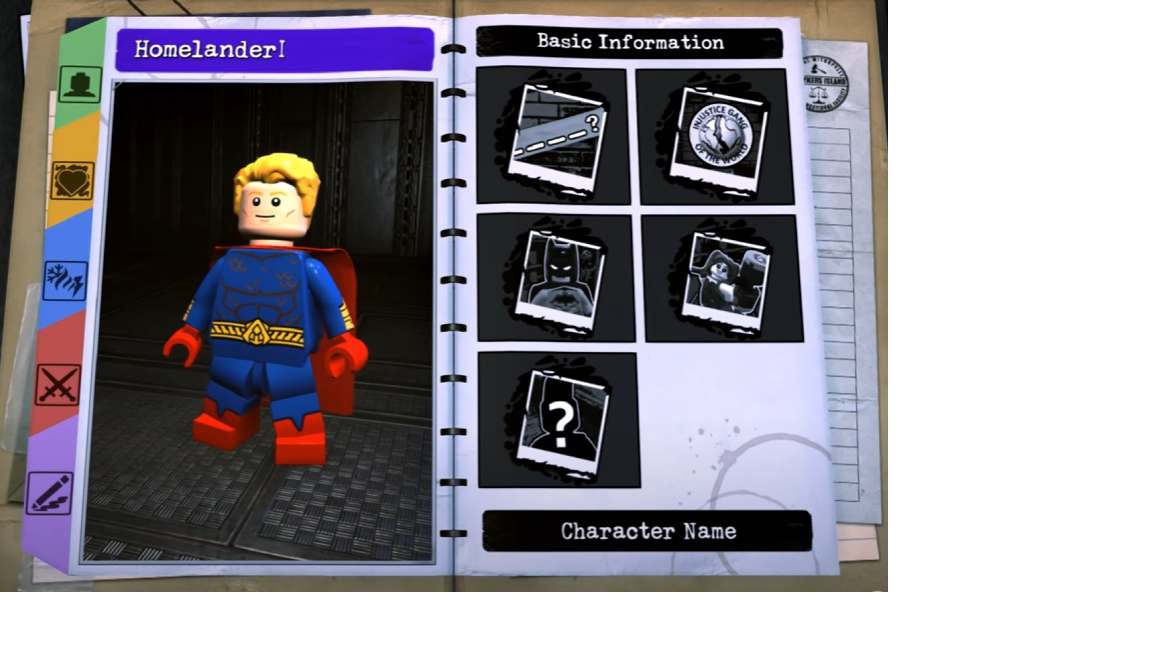 Homelander!
Basic Information
?
INJUSTICE GANG
OF THE WORLD
?
Character Name